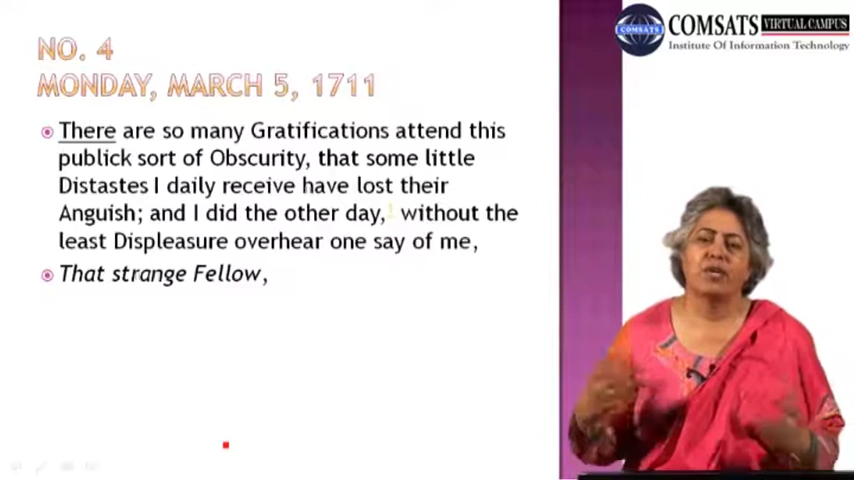 NO. 4
MONDAY, MARCH 5, 1711
There are so many Gratifications attend this
publick sort of Obscurity, that some little
Distastes I daily receive have lost their
Anguish; and I did the other day,1 without the
least Displeasure overhear one say of me,
That strange Fellow,
COMSATS
COMSATS VIRTUAL CAMPUS
Institute Of Information Technology